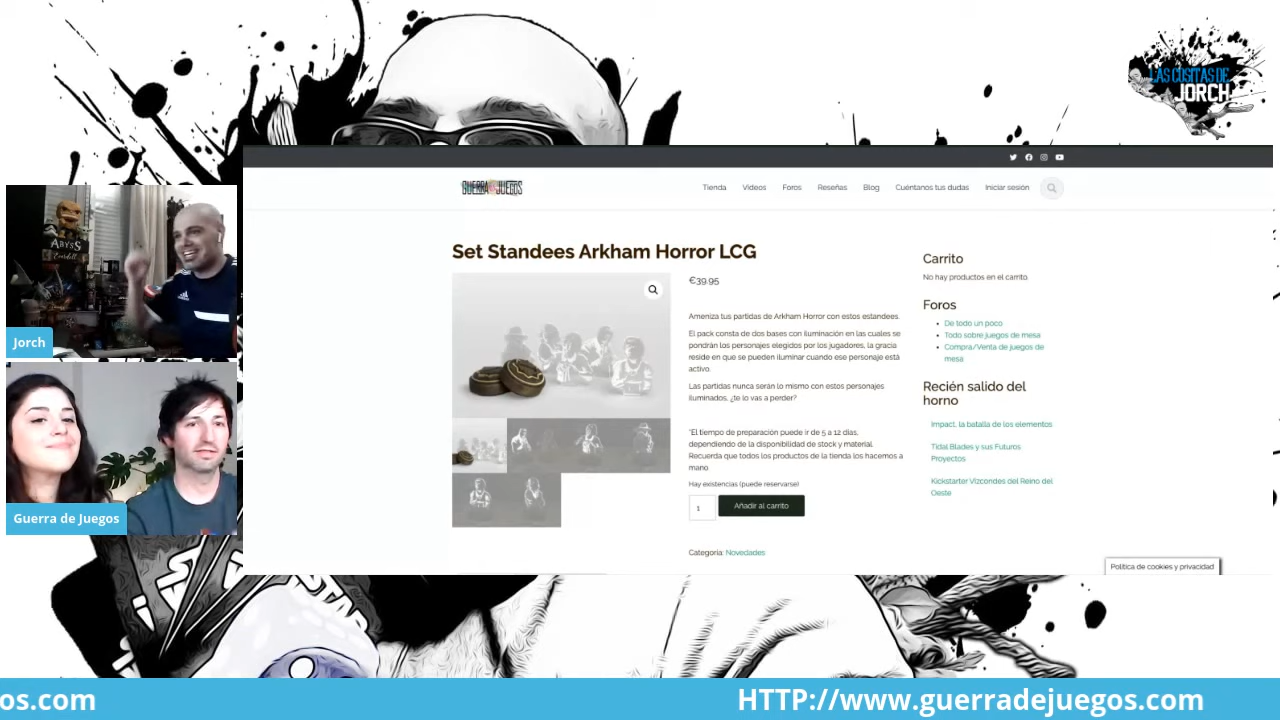 LAS COSITAS DE
JORCH
GUERRA DE JUEGOS
Tienda
Vídeos
Foros
Reseñas
Blog
Cuéntanos tus dudas
Iniciar sesión
Set Standees Arkham Horror LCG
€39.95
Ameniza tus partidas de Arkham Horror con estos estandees.
El pack consta de dos bases con iluminación en las cuales se
pondrán los personajes elegidos por los jugadores, la gracia
reside en que se pueden iluminar cuando ese personaje está
activo.
Las partidas nunca serán lo mismo con estos personajes
iluminados, ¿te lo vas a perder?
*El tiempo de preparación puede ir de 5 a 12 días,
dependiendo de la disponibilidad de stock y material.
Recuerda que todos los productos de la tienda los hacemos a
mano.
Hay existencias (puede reservarse)
1
Añadir al carrito
Categoría: Novedades
Carrito
No hay productos en el carrito.
Foros
De todo un poco
Todo sobre juegos de mesa
Compra/Venta de juegos de
mesa
Recién salido del
horno
Impact, la batalla de los elementos
Tidal Blades y sus Futuros
Proyectos
Kickstarter Vizcondes del Reino del
Oeste
Política de cookies y privacidad
ABYSS
Jorch
Guerra de Juegos
os.com
HTTP://www.guerradejuegos.com